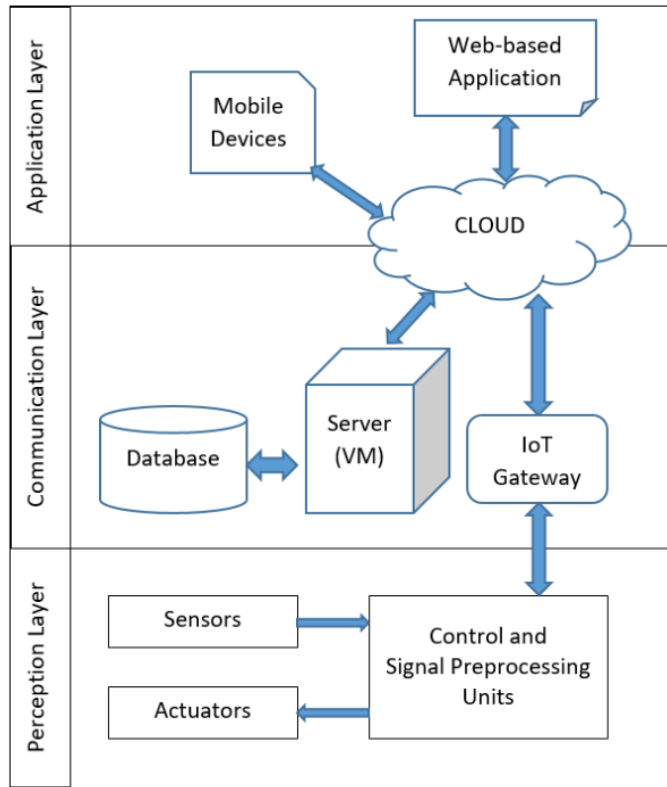 Application Layer
Web-based
Application
Mobile
Devices
CLOUD
Communication Layer
Server
(VM)
Database
IoT
Gateway
Perception Layer
Sensors
Control and
Signal Preprocessing
Units
Actuators